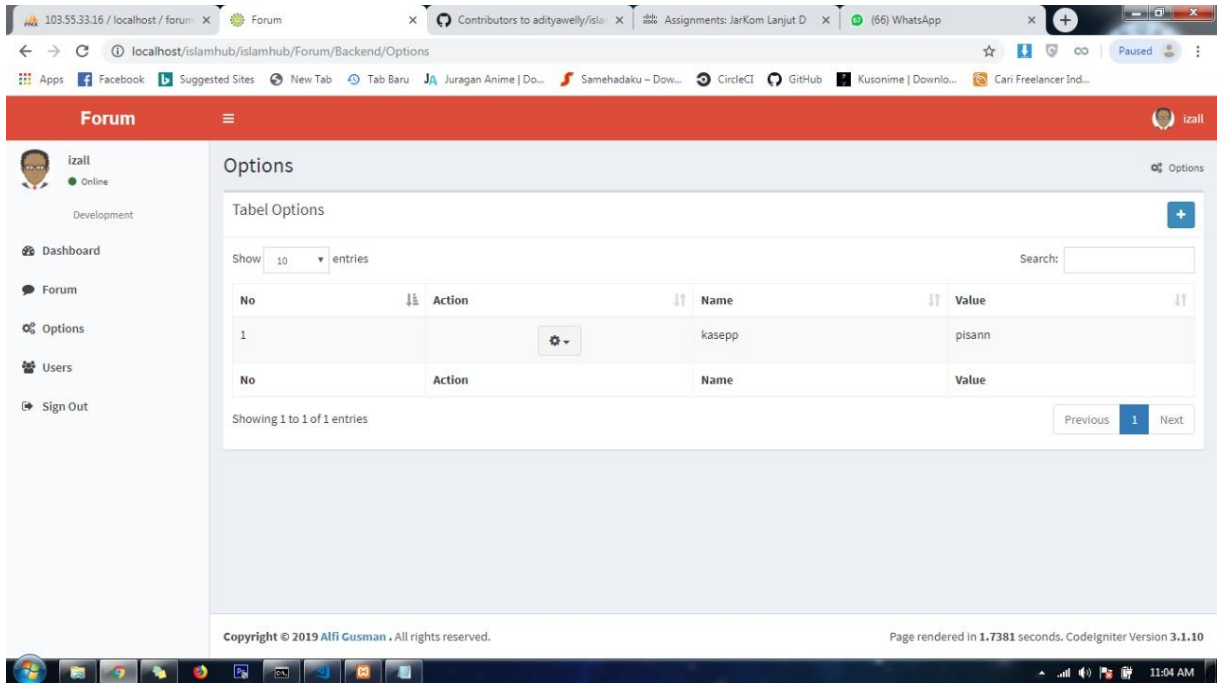 103.55.33.16 / localhost / forum
Forum
Contributors to adityawelly/isla
Assignments: JarKom Lanjut D
(66) WhatsApp
localhost/islamhub/islamhub/Forum/Backend/Options
Paused
Apps
Facebook
Suggested Sites
New Tab
Tab Baru
JA Juragan Anime | Do...
Samehadaku – Dow...
CircleCI
GitHub
Kusonime | Downlo...
Cari Freelancer Ind...
Forum
izall
izall
Online
Development
Dashboard
Forum
Options
Users
Sign Out
Options
Options
Tabel Options
Show 10 entries
Search:
No Action Name Value
1 kasepp pisann
No Action Name Value
Showing 1 to 1 of 1 entries
Previous 1 Next
Copyright © 2019 Alfi Gusman . All rights reserved.
Page rendered in 1.7381 seconds. CodeIgniter Version 3.1.10
11:04 AM